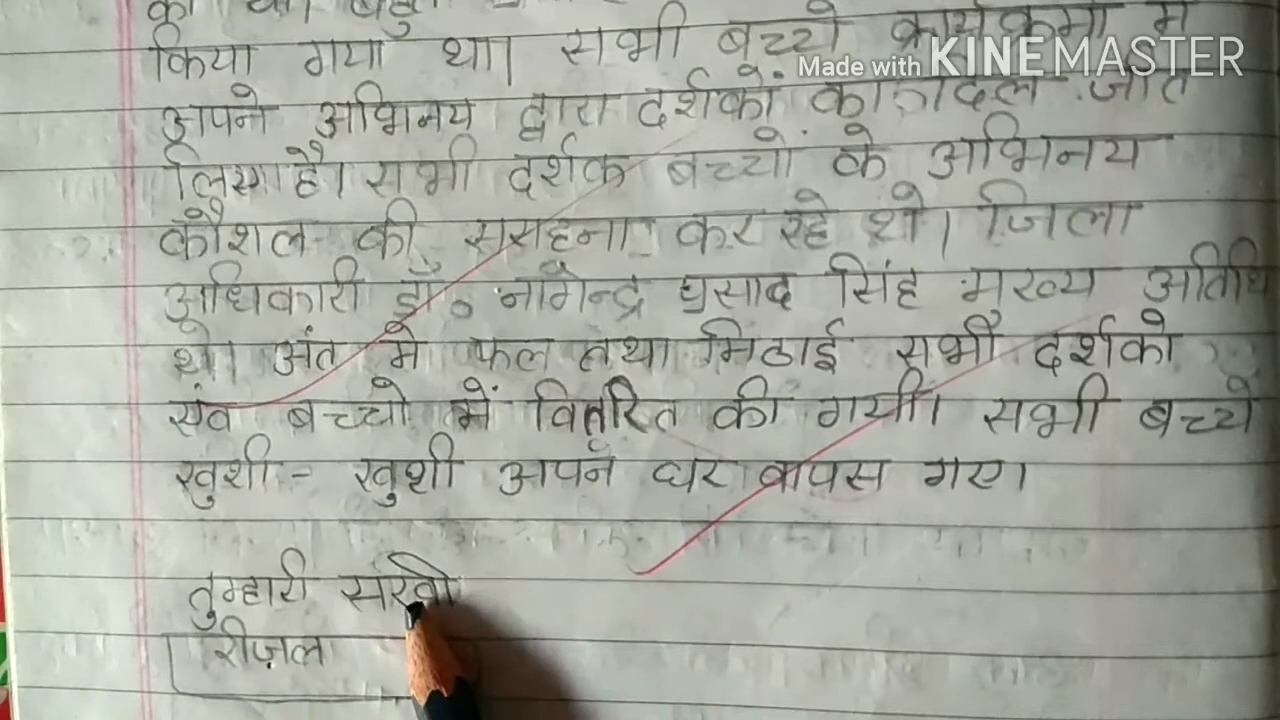 किया गया था। सभी बच्चो कार्यक्रमो में
Made with KINEMASTER
अपने अभिनय द्वारा दर्शकों का दिल जीत
लिया है। सभी दर्शक बच्चों के अभिनय
कौशल की सराहना कर रहे थे। जिला
अधिकारी डॉ० नागेन्द्र प्रसाद सिंह मुख्य अतिथि
थे। अंत मे फल तथा मिठाई सभी दर्शको
एंव बच्चो में वितरित की गयी। सभी बच्चे
खुशी - खुशी अपने घर वापस गए।
तुम्हारी सखी
रीज़ल